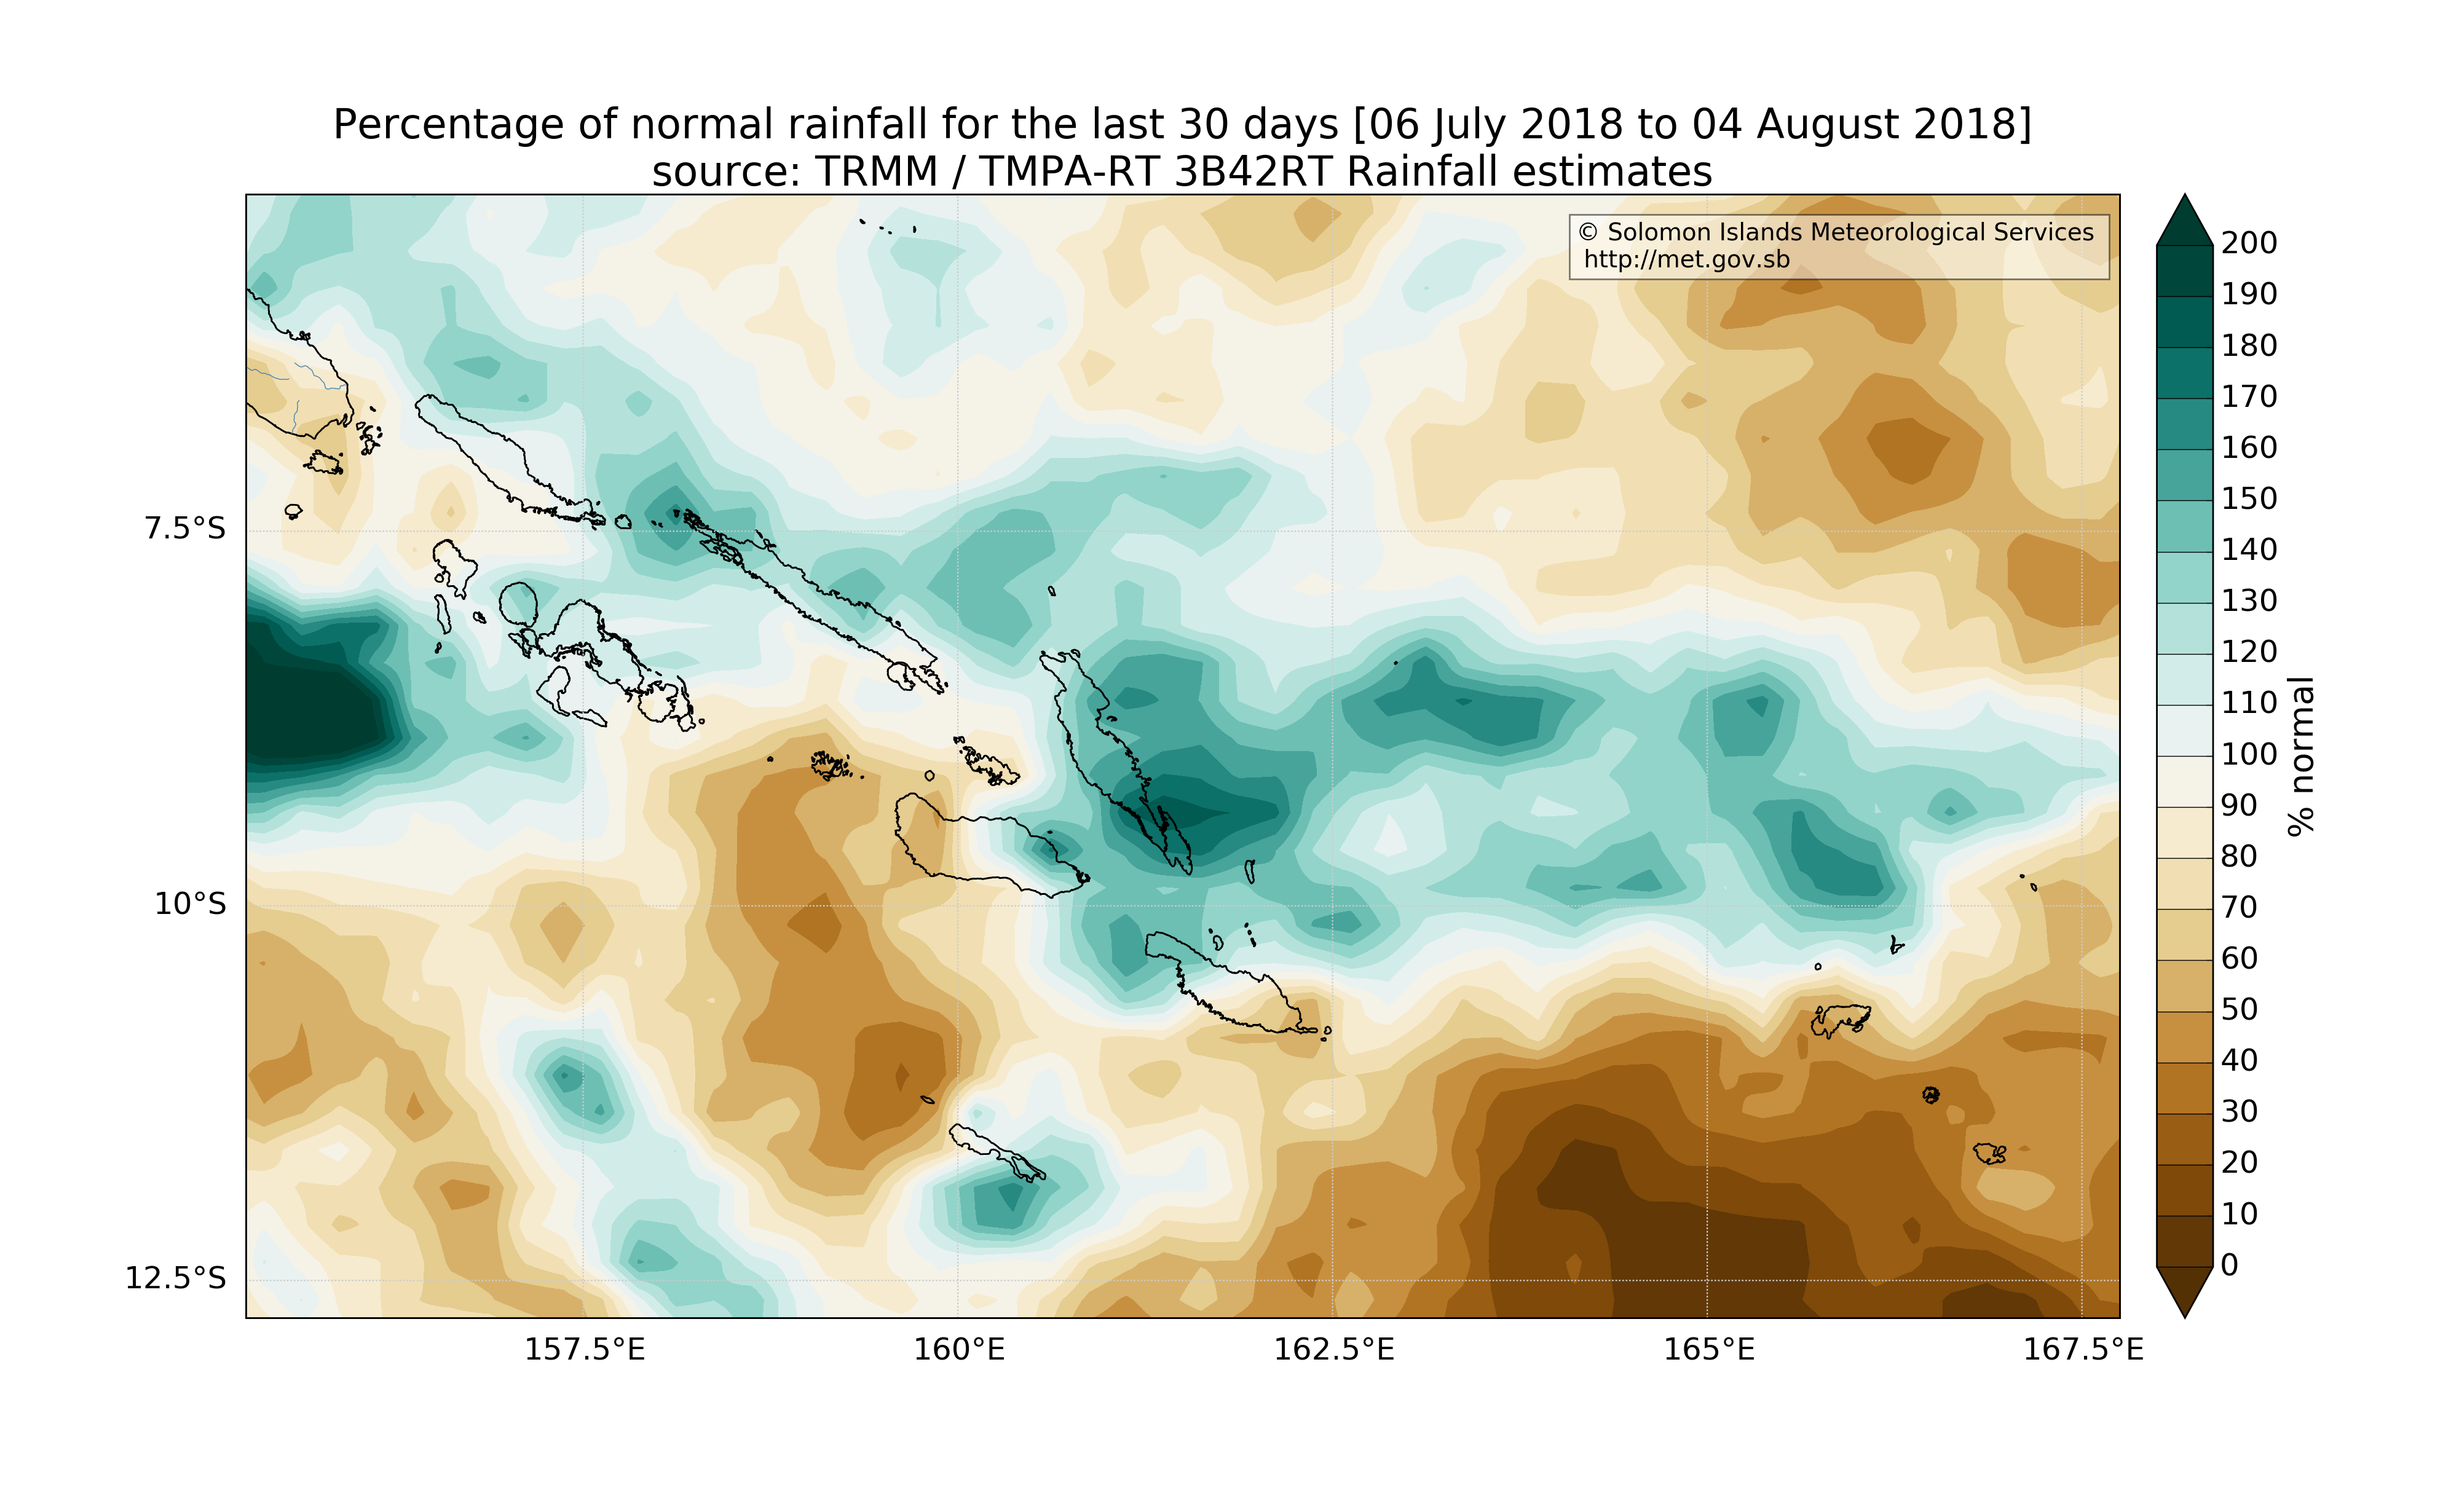 Percentage of normal rainfall for the last 30 days [06 July 2018 to 04 August 2018]
source: TRMM / TMPA-RT 3B42RT Rainfall estimates
© Solomon Islands Meteorological Services
http://met.gov.sb
7.5°S
10°S
12.5°S
157.5°E
160°E
162.5°E
165°E
167.5°E
200
190
180
170
160
150
140
130
120
110
100
90
80
70
60
50
40
30
20
10
0
% normal